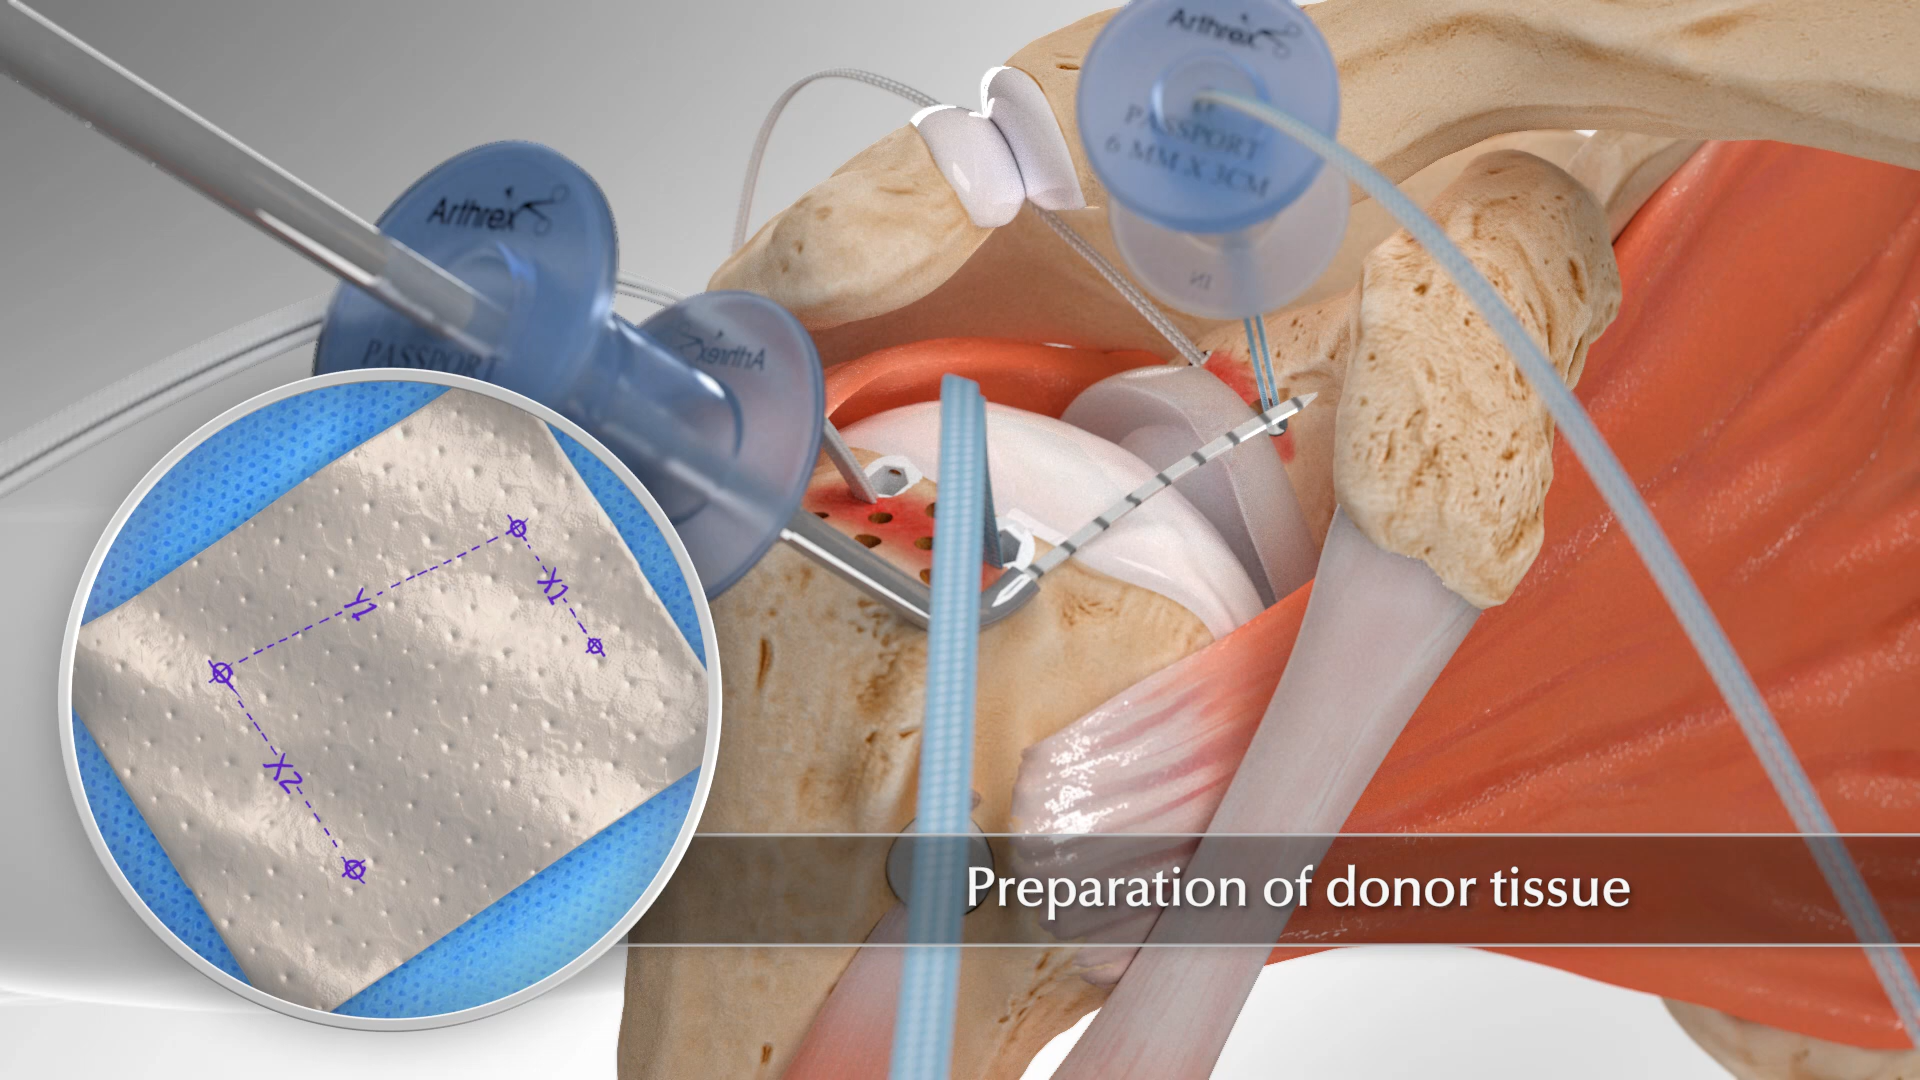 Arthrex
PASSPORT
6 MM X 3CM
IN
Arthrex
PASSPORT
Arthrex
Y1
X1
X2
Preparation of donor tissue